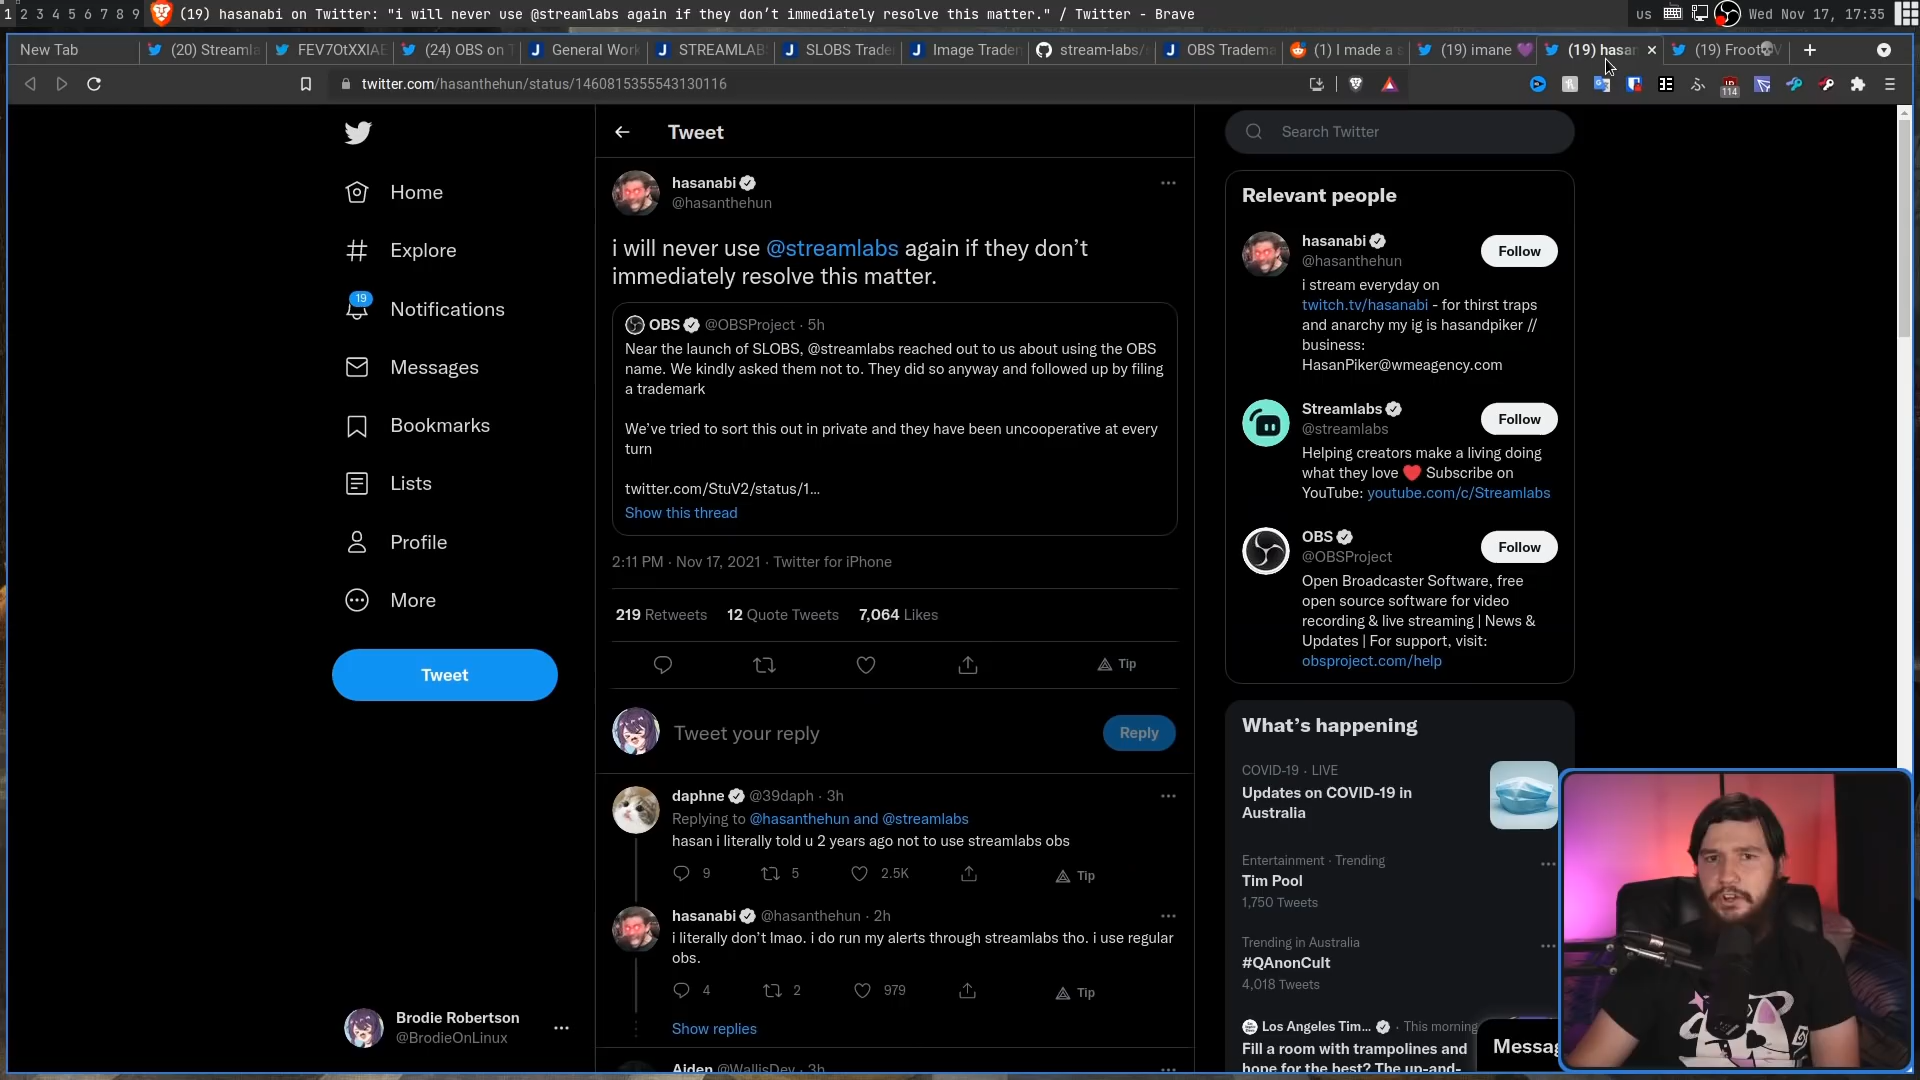 1 2 3 4 5 6 7 8 9
(19) hasanabi on Twitter: "i will never use @streamlabs again if they don’t immediately resolve this matter." / Twitter - Brave
us
Wed Nov 17, 17:35
New Tab
(20) Streamla
FEV7OtXXIAE
(24) OBS on T
General Work
STREAMLABS
SLOBS Trade
Image Tradem
stream-labs/s
OBS Tradema
(1) I made a s
(19) imane 💜
(19) hasan
(19) Froot💀V
twitter.com/hasanthehun/status/1460815355543130116
114
Home
Explore
19
Notifications
Messages
Bookmarks
Lists
Profile
More
Tweet
Brodie Robertson
@BrodieOnLinux
Tweet
hasanabi
@hasanthehun
i will never use @streamlabs again if they don’t
immediately resolve this matter.
OBS @OBSProject · 5h
Near the launch of SLOBS, @streamlabs reached out to us about using the OBS
name. We kindly asked them not to. They did so anyway and followed up by filing
a trademark
We’ve tried to sort this out in private and they have been uncooperative at every
turn
twitter.com/StuV2/status/1…
Show this thread
2:11 PM · Nov 17, 2021 · Twitter for iPhone
219 Retweets 12 Quote Tweets 7,064 Likes
Tip
Tweet your reply
Reply
daphne @39daph · 3h
Replying to @hasanthehun and @streamlabs
hasan i literally told u 2 years ago not to use streamlabs obs
9 5 2.5K Tip
hasanabi @hasanthehun · 2h
i literally don’t lmao. i do run my alerts through streamlabs tho. i use regular
obs.
4 2 979 Tip
Show replies
Aiden @WallisDev · 3h
Search Twitter
Relevant people
hasanabi
@hasanthehun
Follow
i stream everyday on
twitch.tv/hasanabi - for thirst traps
and anarchy my ig is hasandpiker //
business:
HasanPiker@wmeagency.com
Streamlabs
@streamlabs
Follow
Helping creators make a living doing
what they love ❤️ Subscribe on
YouTube: youtube.com/c/Streamlabs
OBS
@OBSProject
Follow
Open Broadcaster Software, free
open source software for video
recording & live streaming | News &
Updates | For support, visit:
obsproject.com/help
What’s happening
COVID-19 · LIVE
Updates on COVID-19 in
Australia
Entertainment · Trending
Tim Pool
1,750 Tweets
Trending in Australia
#QAnonCult
4,018 Tweets
Los Angeles Tim... · This morning
Fill a room with trampolines and
hope for the best? The up-and-
Messag